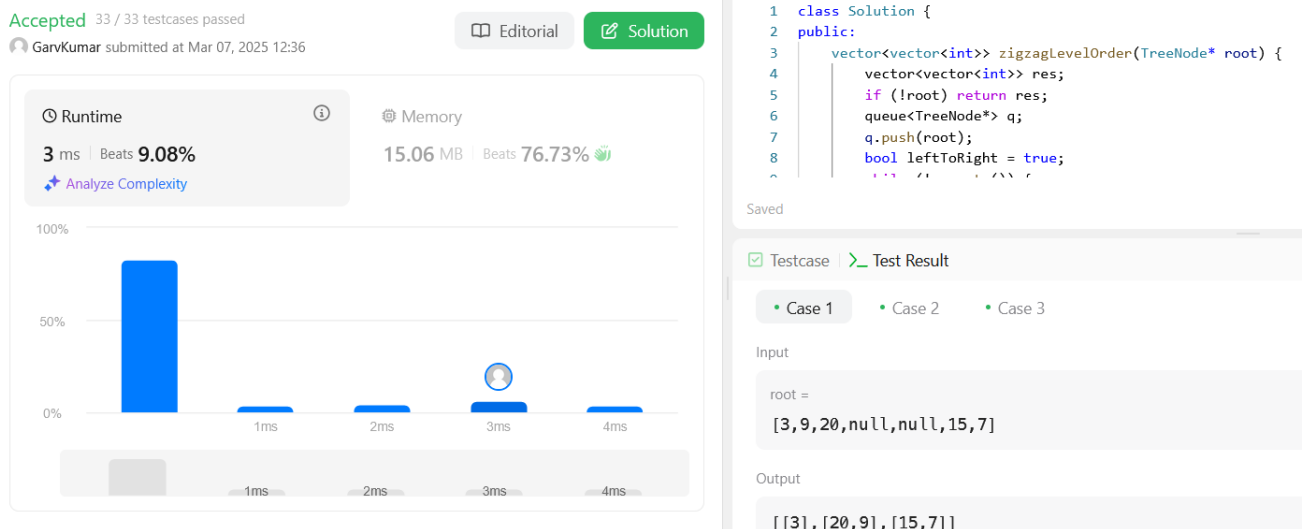 Accepted 33 / 33 testcases passed
GarvKumar submitted at Mar 07, 2025 12:36
Editorial
Solution
Runtime
3 ms Beats 9.08%
Analyze Complexity
Memory
15.06 MB Beats 76.73%
100%
50%
0%
1ms 2ms 3ms 4ms
1ms 2ms 3ms 4ms
1 class Solution {
2 public:
3 vector<vector<int>> zigzagLevelOrder(TreeNode* root) {
4 vector<vector<int>> res;
5 if (!root) return res;
6 queue<TreeNode*> q;
7 q.push(root);
8 bool leftToRight = true;
Saved
Testcase
Test Result
Case 1 Case 2 Case 3
Input
root =
[3,9,20,null,null,15,7]
Output
[[3],[20,9],[15,7]]